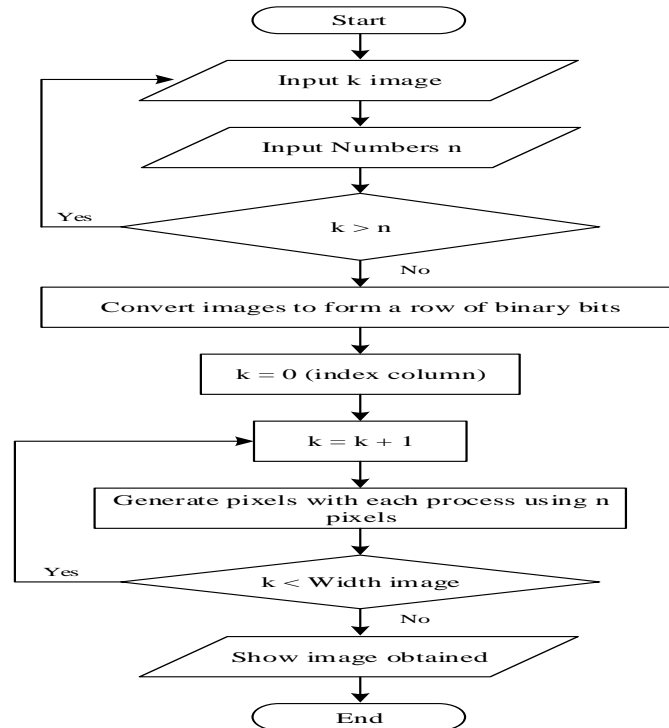 Start
Input k image
Input Numbers n
Yes
k > n
No
Convert images to form a row of binary bits
k = 0 (index column)
k = k + 1
Generate pixels with each process using n
pixels
Yes
k < Width image
No
Show image obtained
End